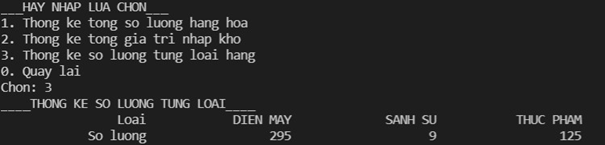 ___HAY NHAP LUA CHON___
1. Thong ke tong so luong hang hoa
2. Thong ke tong gia tri nhap kho
3. Thong ke so luong tung loai hang
0. Quay lai
Chon: 3
____THONG KE SO LUONG TUNG LOAI____
Loai DIEN MAY SANH SU THUC PHAM
So luong 295 9 125